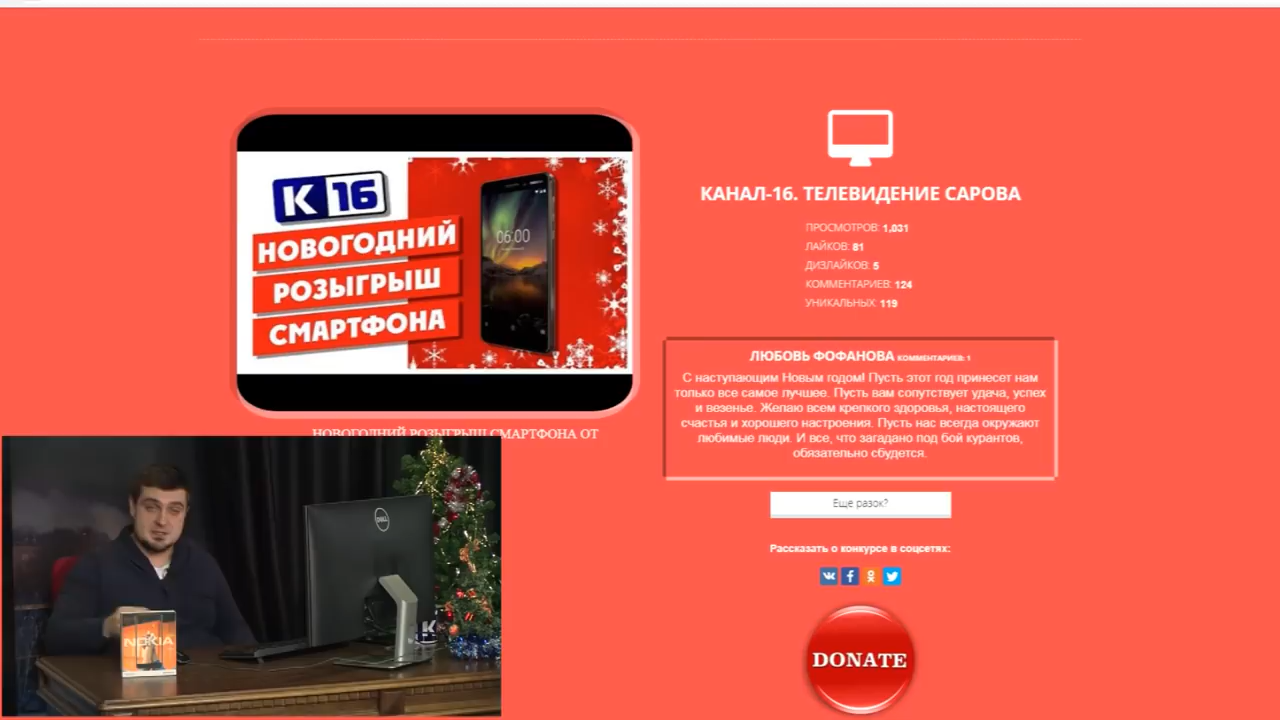 К 16
НОВОГОДНИЙ
РОЗЫГРЫШ
СМАРТФОНА
06:00
НОВОГОДНИЙ РОЗЫГРЫШ СМАРТФОНА ОТ
КАНАЛ-16. ТЕЛЕВИДЕНИЕ САРОВА
ПРОСМОТРОВ: 1,031
ЛАЙКОВ: 81
ДИЗЛАЙКОВ: 5
КОММЕНТАРИЕВ: 124
УНИКАЛЬНЫХ: 119
ЛЮБОВЬ ФОФАНОВА КОММЕНТАРИЕВ: 1
С наступающим Новым годом! Пусть этот год принесет нам
только все самое лучшее. Пусть вам сопутствует удача, успех
и везенье. Желаю всем крепкого здоровья, настоящего
счастья и хорошего настроения. Пусть нас всегда окружают
любимые люди. И все, что загадано под бой курантов,
обязательно сбудется.
Еще разок?
Рассказать о конкурсе в соцсетях:
DONATE
DELL
NOKIA
К